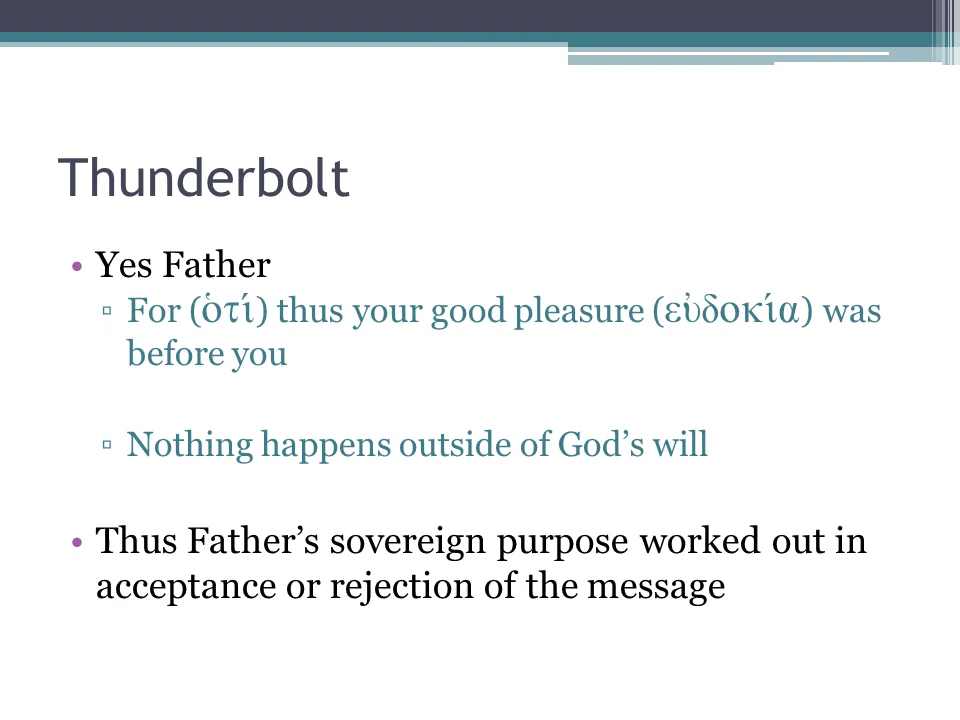 Thunderbolt
• Yes Father
▫ For (ὁτί) thus your good pleasure (εὐδοκία) was
before you
▫ Nothing happens outside of God’s will
• Thus Father’s sovereign purpose worked out in
acceptance or rejection of the message